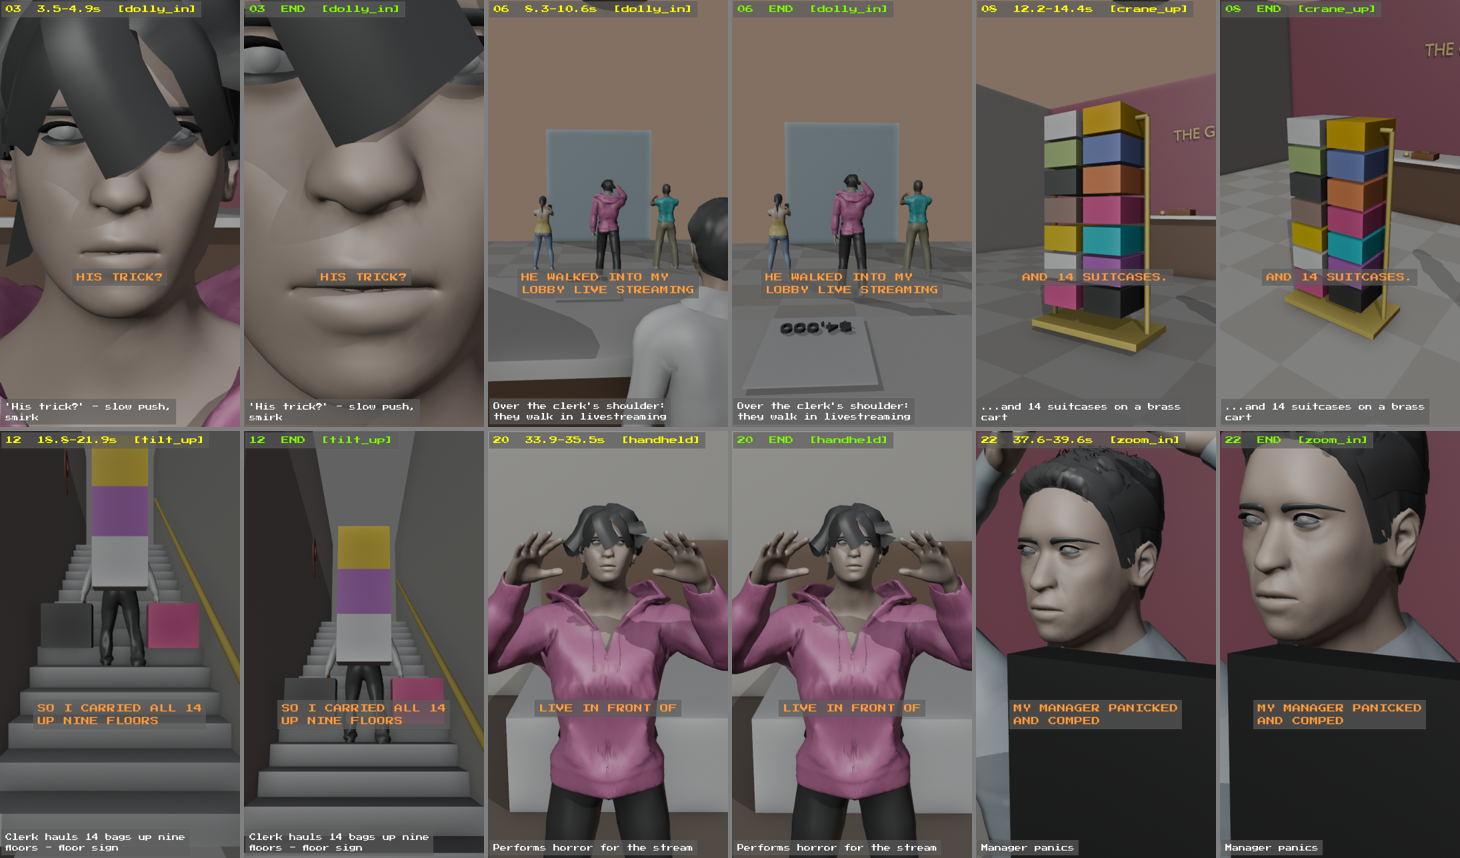 03 3.5-4.9s [dolly_in]
HIS TRICK?
'His trick?' - slow push,
smirk
03 END [dolly_in]
HIS TRICK?
'His trick?' - slow push,
smirk
06 8.3-10.6s [dolly_in]
HE WALKED INTO MY
LOBBY LIVE STREAMING
Over the clerk's shoulder:
they walk in livestreaming
06 END [dolly_in]
HE WALKED INTO MY
LOBBY LIVE STREAMING
Over the clerk's shoulder:
they walk in livestreaming
08 12.2-14.4s [crane_up]
THE G
AND 14 SUITCASES.
...and 14 suitcases on a brass
cart
08 END [crane_up]
THE
AND 14 SUITCASES.
...and 14 suitcases on a brass
cart
12 18.8-21.9s [tilt_up]
SO I CARRIED ALL 14
UP NINE FLOORS
Clerk hauls 14 bags up nine
floors - floor sign
12 END [tilt_up]
SO I CARRIED ALL 14
UP NINE FLOORS
Clerk hauls 14 bags up nine
floors - floor sign
20 33.9-35.5s [handheld]
LIVE IN FRONT OF
Performs horror for the stream
20 END [handheld]
LIVE IN FRONT OF
Performs horror for the stream
22 37.6-39.6s [zoom_in]
MY MANAGER PANICKED
AND COMPED
Manager panics
22 END [zoom_in]
MY MANAGER PANICKED
AND COMPED
Manager panics